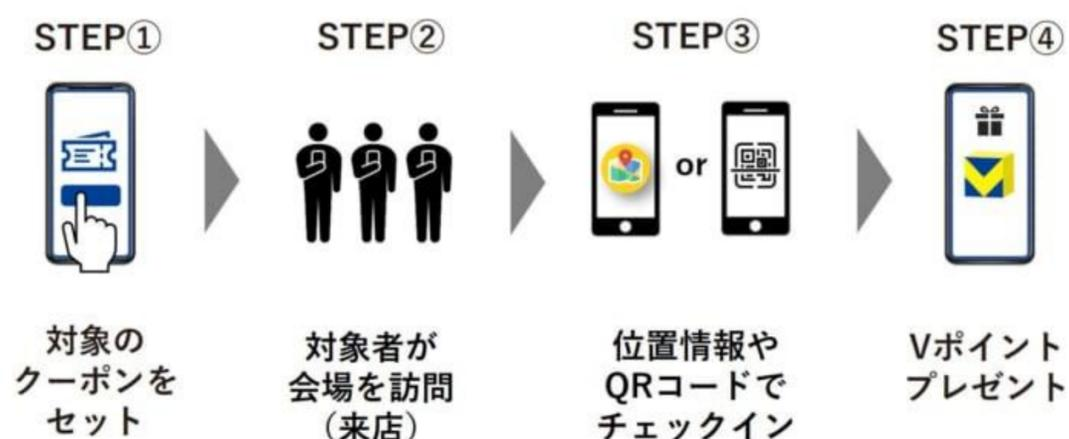 STEP①
STEP②
STEP③
STEP④
or
対象の
クーポンを
セット
対象者が
会場を訪問
（来店）
位置情報や
QRコードで
チェックイン
Vポイント
プレゼント